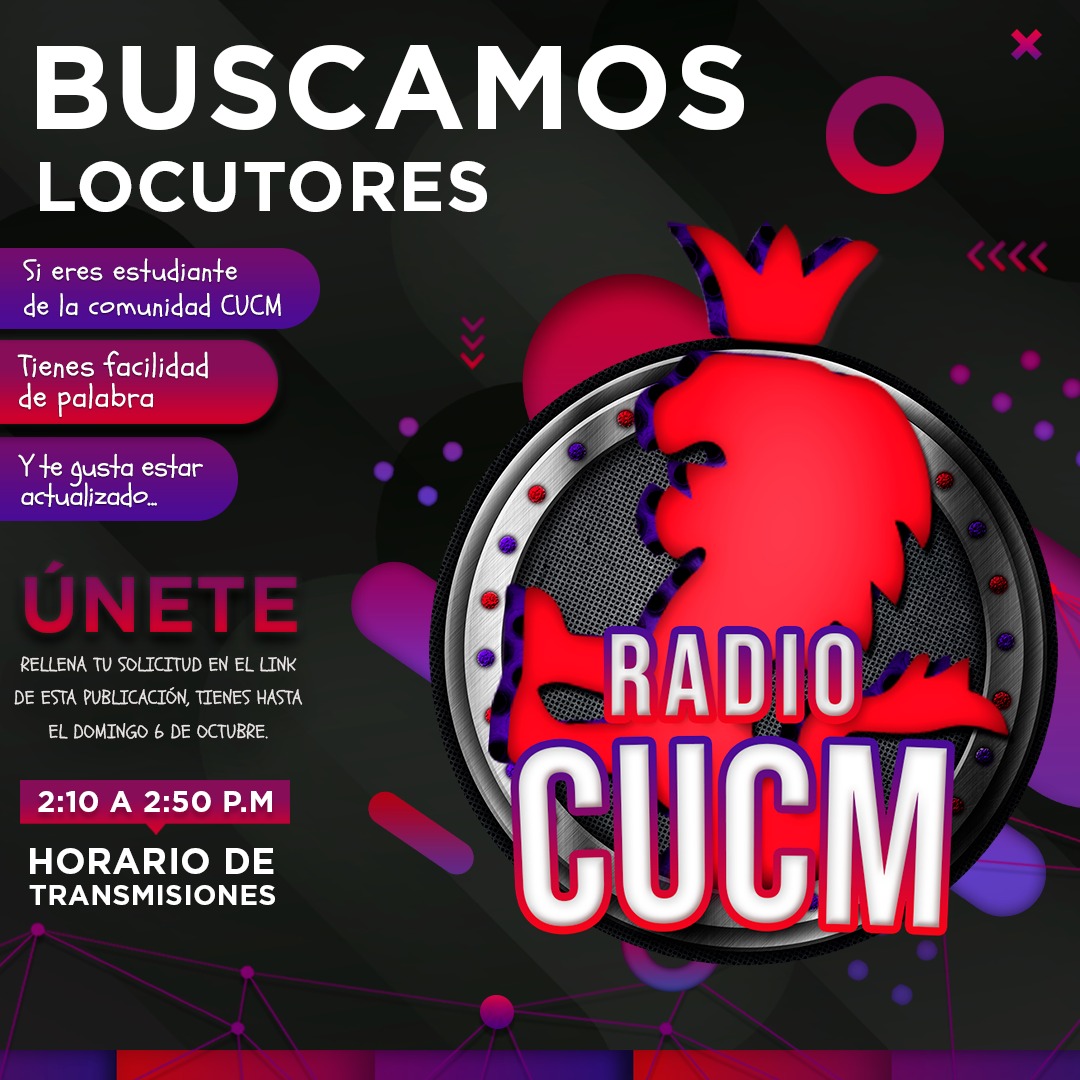 BUSCAMOS
LOCUTORES
Si eres estudiante
de la comunidad CUCM
Tienes facilidad
de palabra
Y te gusta estar
actualizado...
ÚNETE
RELLENA TU SOLICITUD EN EL LINK
DE ESTA PUBLICACIÓN, TIENES HASTA
EL DOMINGO 6 DE OCTUBRE.
2:10 A 2:50 P.M
HORARIO DE
TRANSMISIONES
RADIO
CUCM